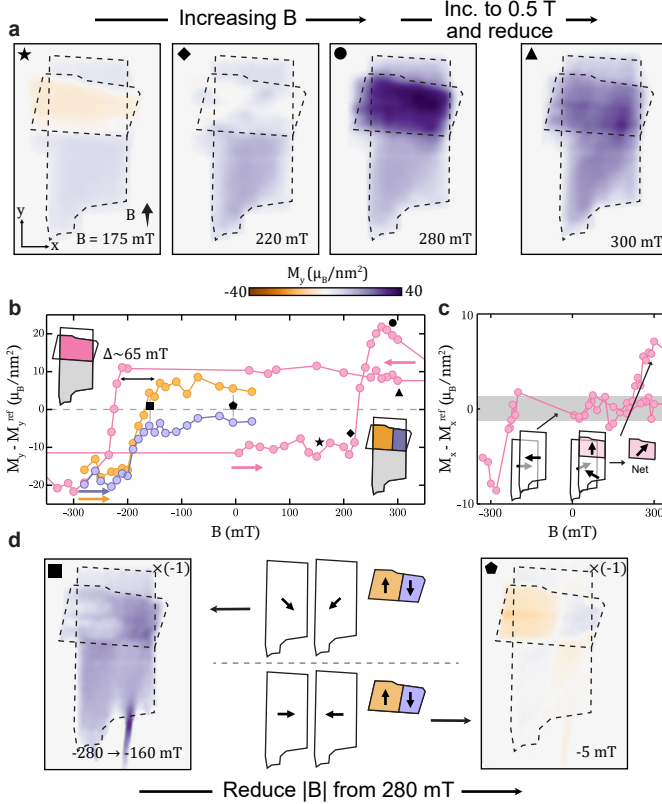 Increasing B
Inc. to 0.5 T
and reduce
a
y
x
B
B = 175 mT
220 mT
280 mT
300 mT
M_y (μ_B/nm²)
-40
40
b
Δ~65 mT
M_y - M_y^ref (μ_B/nm²)
20
10
0
-10
-20
-300
-200
-100
0
100
200
300
B (mT)
c
M_x - M_x^ref (μ_B/nm²)
10
0
-10
Net
-300
0
300
B (mT)
d
×(-1)
-280 → -160 mT
×(-1)
-5 mT
Reduce |B| from 280 mT